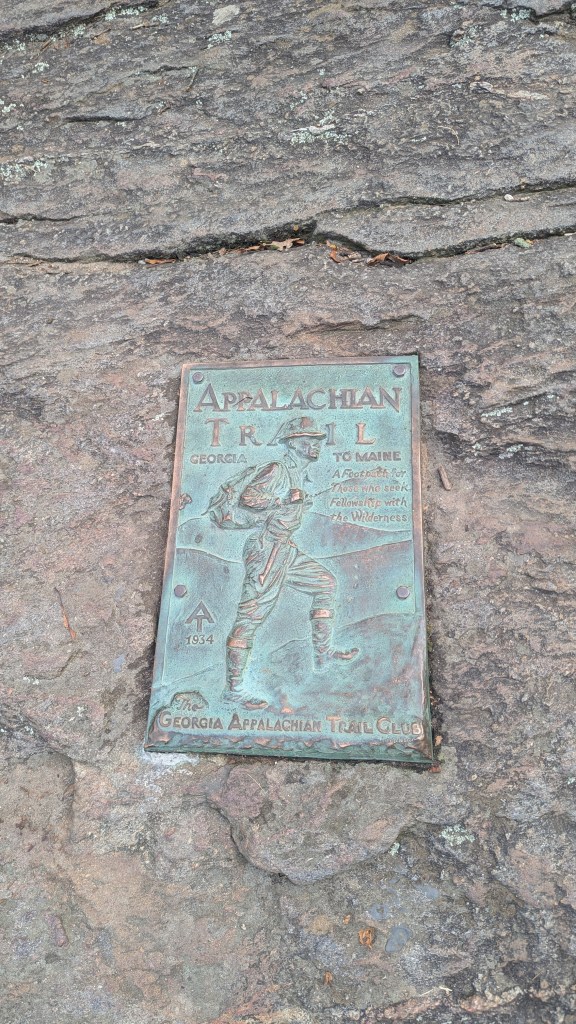 APPALACHIAN
TRAIL
GEORGIA TO MAINE
A Footpath for
Those who seek
Fellowship with
the Wilderness
AT
1934
The
GEORGIA APPALACHIAN TRAIL CLUB